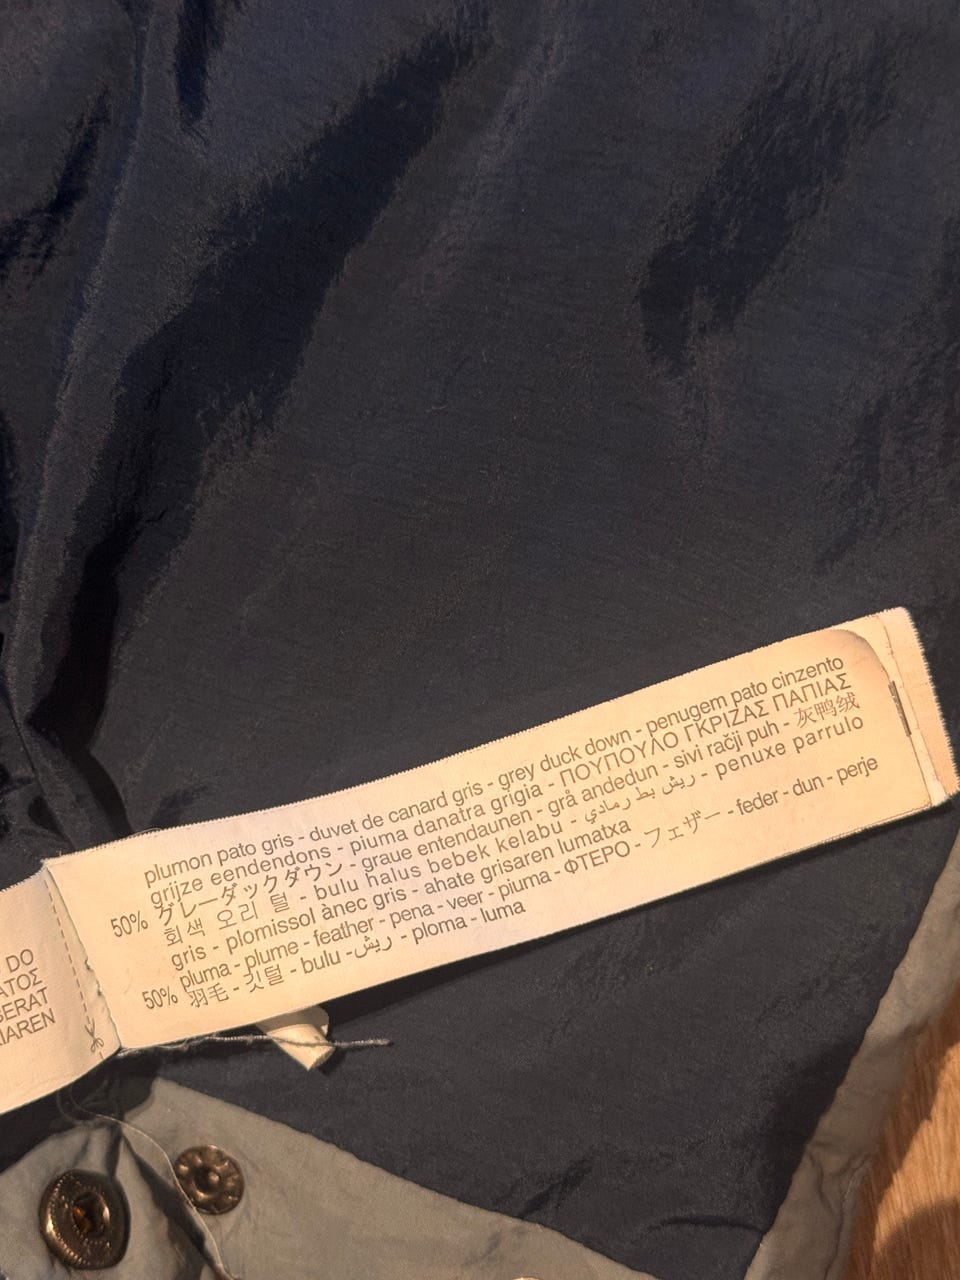 DO
ΑΤΟΣ
BERAT
IAREN
50%
plumon pato gris - duvet de canard gris - grey duck down - penugem pato cinzento
grijze eendendons - piuma danatra grigia - ΠΟΥΠΟΥΛΟ ΓΚΡΙΖΑΣ ΠΑΠΙΑΣ
グレーダックダウン - graue entendaunen - grå andedun - sivi račji puh - 灰鸭绒
회색 오리 털 - bulu halus bebek kelabu - ريش بط رمادي - penuxe parrulo
gris - plomissol ànec gris - ahate grisaren lumatxa
50%
pluma - plume - feather - pena - veer - piuma - ΦΤΕΡΟ - フェザー - feder - dun - perje
羽毛 - 깃털 - bulu - ريش - ploma - luma